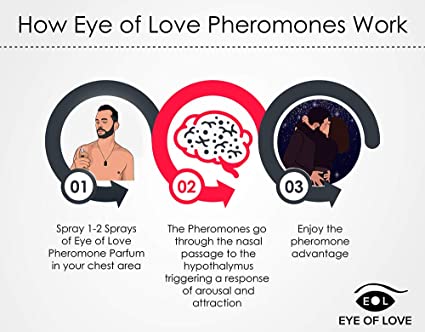 How Eye of Love Pheromones Work
01
Spray 1-2 Sprays
of Eye of Love
Pheromone Parfum
in your chest area
02
The Pheromones go
through the nasal
passage to the
hypothalymus
triggering a response
of arousal and
attraction
03
Enjoy the
pheromone
advantage
EOL
EYE OF LOVE